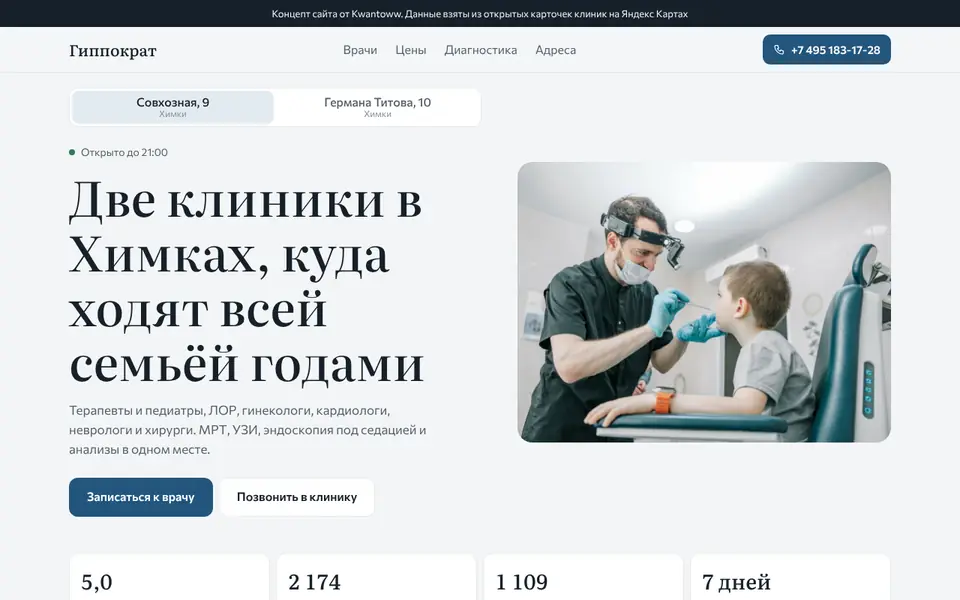 Концепт сайта от Kwantoww. Данные взяты из открытых карточек клиник на Яндекс Картах
Гиппократ
Врачи
Цены
Диагностика
Адреса
+7 495 183-17-28
Совхозная, 9
Химки
Германа Титова, 10
Химки
Открыто до 21:00
Две клиники в
Химках, куда
ходят всей
семьёй годами
Терапевты и педиатры, ЛОР, гинекологи, кардиологи,
неврологи и хирурги. МРТ, УЗИ, эндоскопия под седацией и
анализы в одном месте.
Записаться к врачу
Позвонить в клинику
5,0
2 174
1 109
7 дней